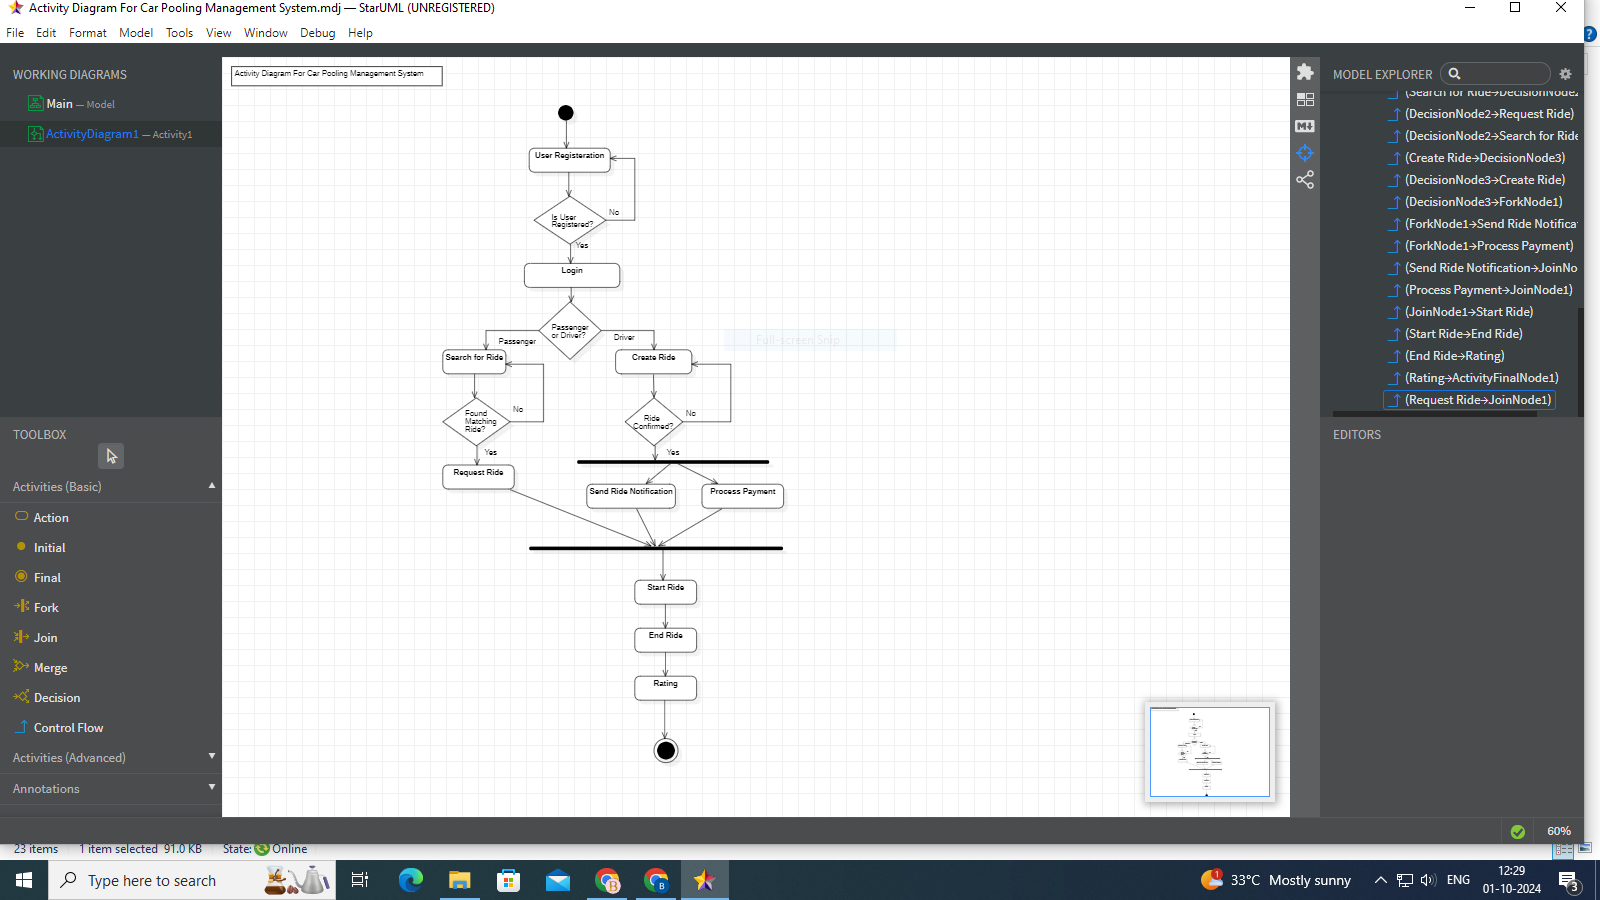 Activity Diagram For Car Pooling Management System.mdj — StarUML (UNREGISTERED)
File Edit Format Model Tools View Window Debug Help
WORKING DIAGRAMS
Main — Model
ActivityDiagram1 — Activity1
TOOLBOX
Activities (Basic)
Action
Initial
Final
Fork
Join
Merge
Decision
Control Flow
Activities (Advanced)
Annotations
Activity Diagram For Car Pooling Management System
User Registeration
Is User
Registered?
No
Yes
Login
Passenger
or Driver?
Passenger
Driver
Full-screen Snip
Search for Ride
Create Ride
Found
Matching
Ride?
No
Ride
Confirmed?
No
Yes
Yes
Request Ride
Send Ride Notification
Process Payment
Start Ride
End Ride
Rating
MODEL EXPLORER
(Search for Ride→DecisionNode2
(DecisionNode2→Request Ride)
(DecisionNode2→Search for Ride
(Create Ride→DecisionNode3)
(DecisionNode3→Create Ride)
(DecisionNode3→ForkNode1)
(ForkNode1→Send Ride Notifica
(ForkNode1→Process Payment)
(Send Ride Notification→JoinNo
(Process Payment→JoinNode1)
(JoinNode1→Start Ride)
(Start Ride→End Ride)
(End Ride→Rating)
(Rating→ActivityFinalNode1)
(Request Ride→JoinNode1)
EDITORS
60%
23 items 1 item selected 91.0 KB State: Online
Type here to search
33°C Mostly sunny
ENG
12:29
01-10-2024
3